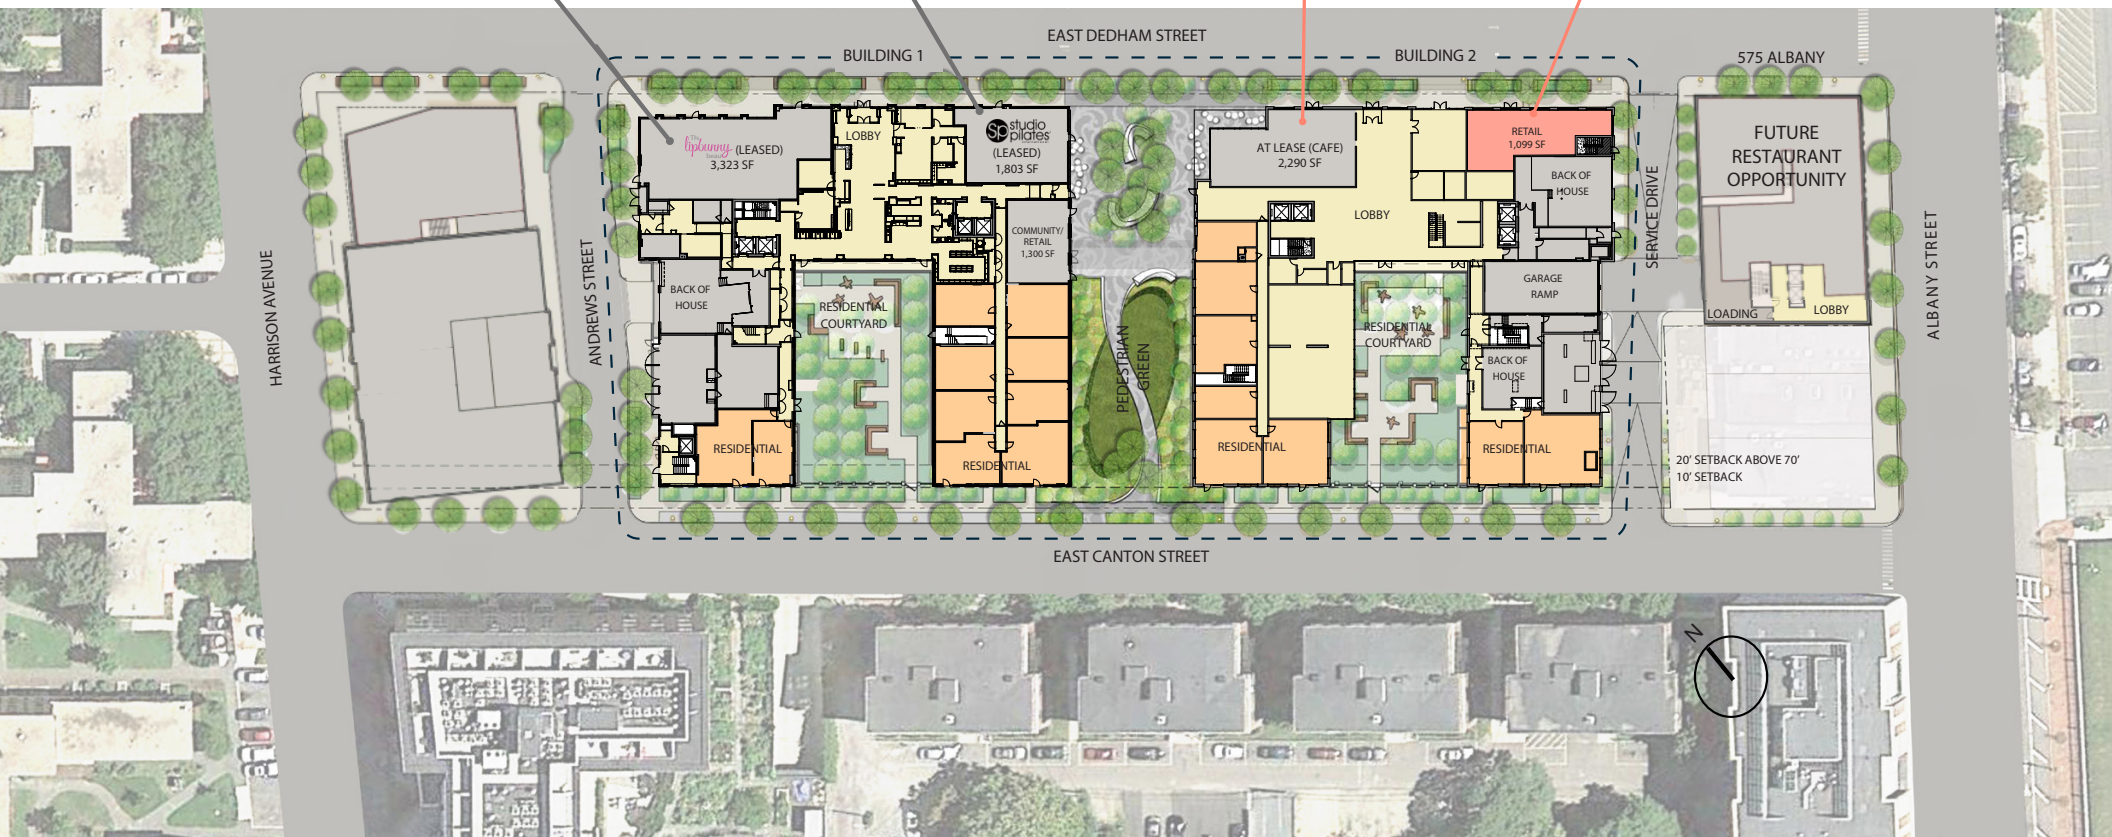 EAST DEDHAM STREET
BUILDING 1
BUILDING 2
575 ALBANY
The
lipbunny
(LEASED)
3,323 SF
LOBBY
Sp studio
pilates
(LEASED)
1,803 SF
AT LEASE (CAFE)
2,290 SF
RETAIL
1,099 SF
BACK OF
HOUSE
FUTURE
RESTAURANT
OPPORTUNITY
COMMUNITY/
RETAIL
1,300 SF
LOBBY
SERVICE DRIVE
ALBANY STREET
HARRISON AVENUE
ANDREWS STREET
BACK OF
HOUSE
RESIDENTIAL
COURTYARD
PEDESTRIAN
GREEN
RESIDENTIAL
COURTYARD
GARAGE
RAMP
LOADING
LOBBY
BACK OF
HOUSE
RESIDENTIAL
RESIDENTIAL
RESIDENTIAL
RESIDENTIAL
20' SETBACK ABOVE 70'
10' SETBACK
EAST CANTON STREET
N